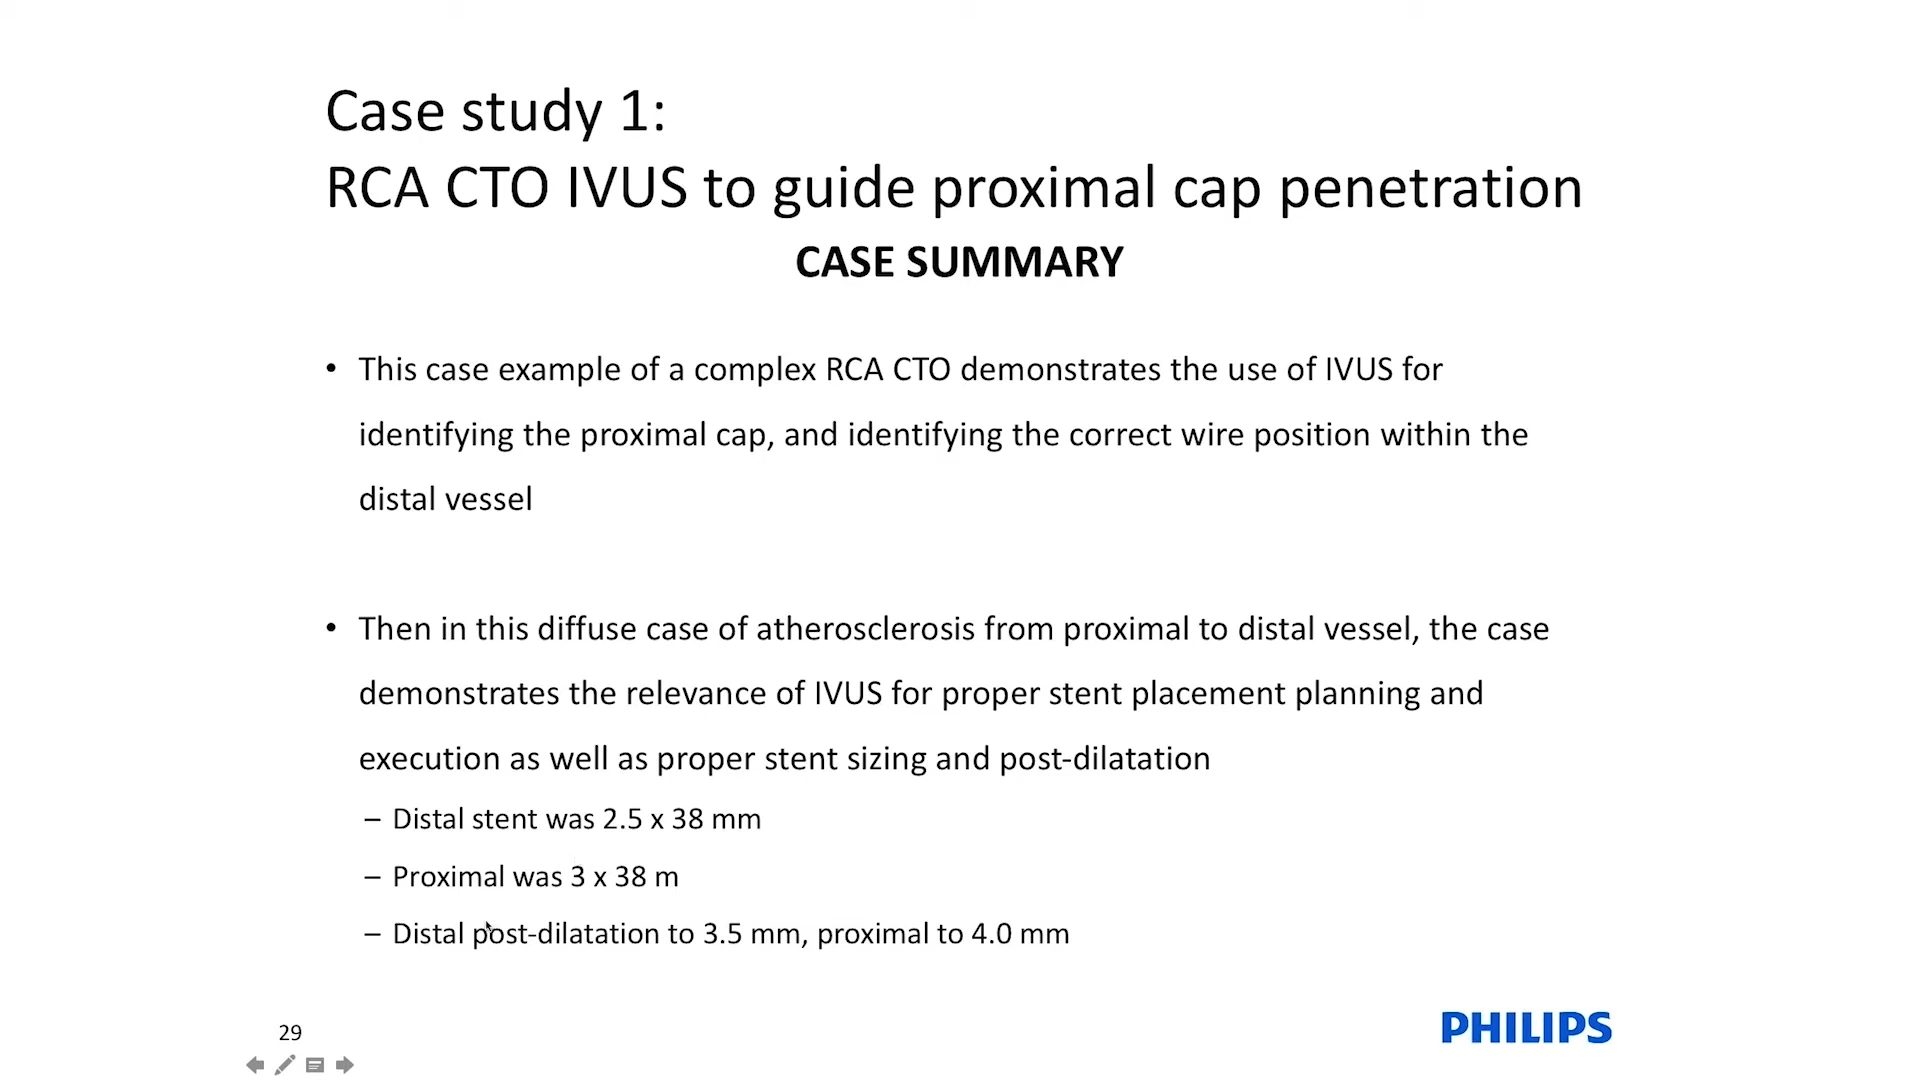 Case study 1:
RCA CTO IVUS to guide proximal cap penetration
CASE SUMMARY
• This case example of a complex RCA CTO demonstrates the use of IVUS for
identifying the proximal cap, and identifying the correct wire position within the
distal vessel
• Then in this diffuse case of atherosclerosis from proximal to distal vessel, the case
demonstrates the relevance of IVUS for proper stent placement planning and
execution as well as proper stent sizing and post-dilatation
– Distal stent was 2.5 x 38 mm
– Proximal was 3 x 38 m
– Distal post-dilatation to 3.5 mm, proximal to 4.0 mm
29
PHILIPS